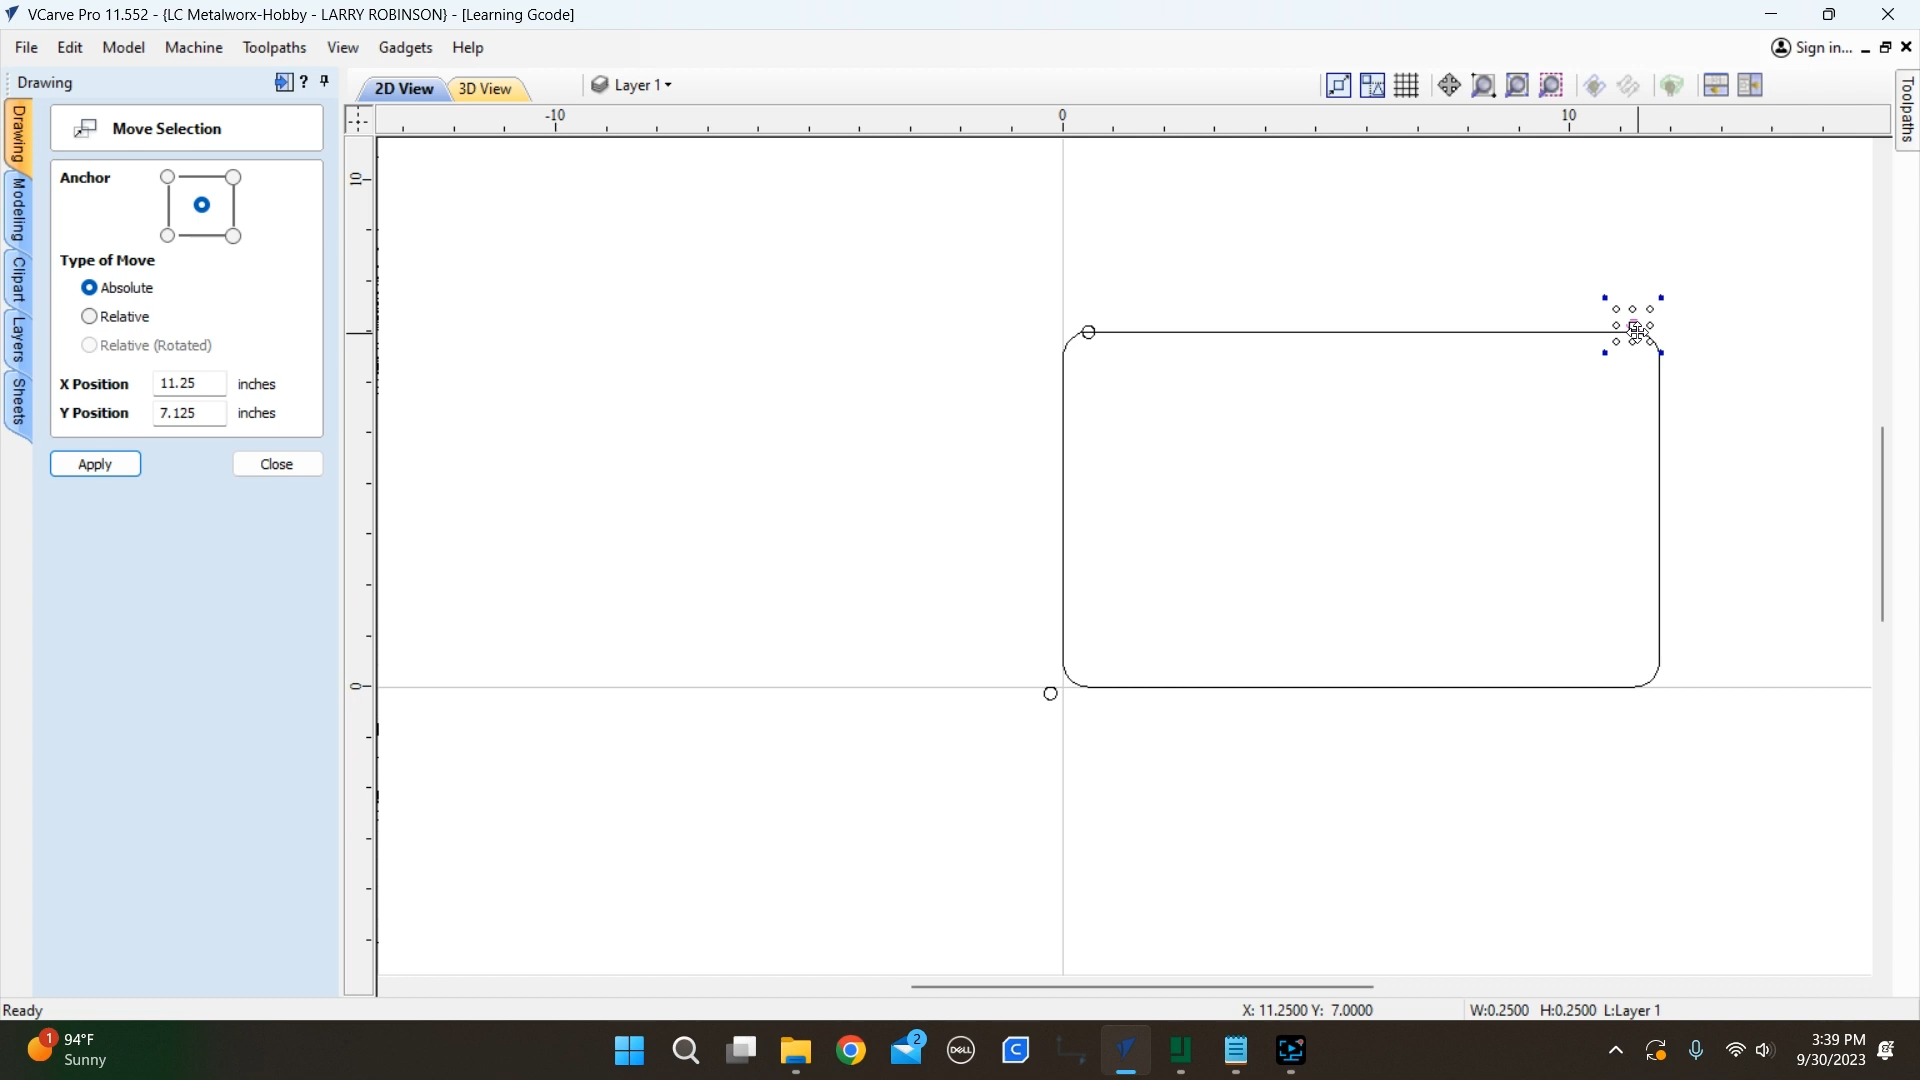 VCarve Pro 11.552 - {LC Metalworx-Hobby - LARRY ROBINSON} - [Learning Gcode]
File Edit Model Machine Toolpaths View Gadgets Help
Sign in...
Drawing ?
2D View 3D View Layer 1
-10 0 10
10
0
Drawing
Modeling
Clipart
Layers
Sheets
Toolpaths
Move Selection
Anchor
Type of Move
Absolute
Relative
Relative (Rotated)
X Position 11.25 inches
Y Position 7.125 inches
Apply Close
Ready X: 11.2500 Y: 7.0000 W:0.2500 H:0.2500 L:Layer 1
1 94°F
Sunny
2
DELL
3:39 PM
9/30/2023